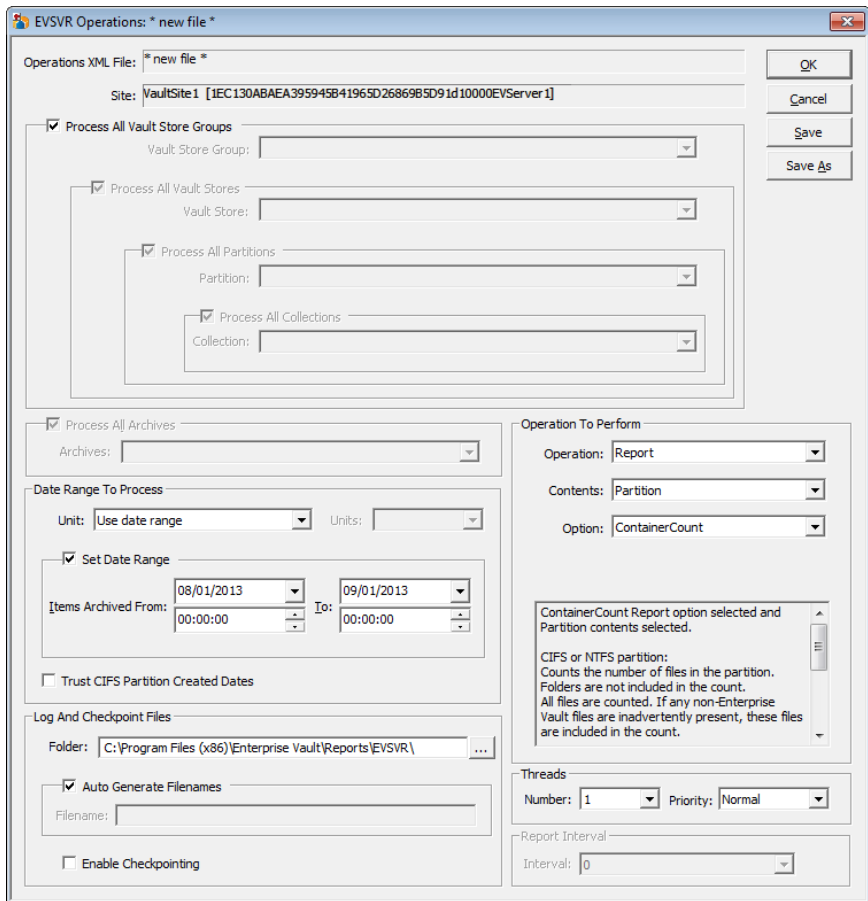 EVSVR Operations: * new file *
Operations XML File: * new file *
OK
Site: VaultSite1 [1EC130ABAEA395945B41965D26869B5D91d10000EVServer1]
Cancel
Save
Save As
Process All Vault Store Groups
Vault Store Group:
Process All Vault Stores
Vault Store:
Process All Partitions
Partition:
Process All Collections
Collection:
Process All Archives
Archives:
Operation To Perform
Operation: Report
Contents: Partition
Option: ContainerCount
ContainerCount Report option selected and
Partition contents selected.
CIFS or NTFS partition:
Counts the number of files in the partition.
Folders are not included in the count.
All files are counted. If any non-Enterprise
Vault files are inadvertently present, these files
are included in the count.
Date Range To Process
Unit: Use date range Units:
Set Date Range
Items Archived From: 08/01/2013 00:00:00 To: 09/01/2013 00:00:00
Trust CIFS Partition Created Dates
Log And Checkpoint Files
Folder: C:\Program Files (x86)\Enterprise Vault\Reports\EVSVR\ ...
Auto Generate Filenames
Filename:
Enable Checkpointing
Threads
Number: 1 Priority: Normal
Report Interval
Interval: 0